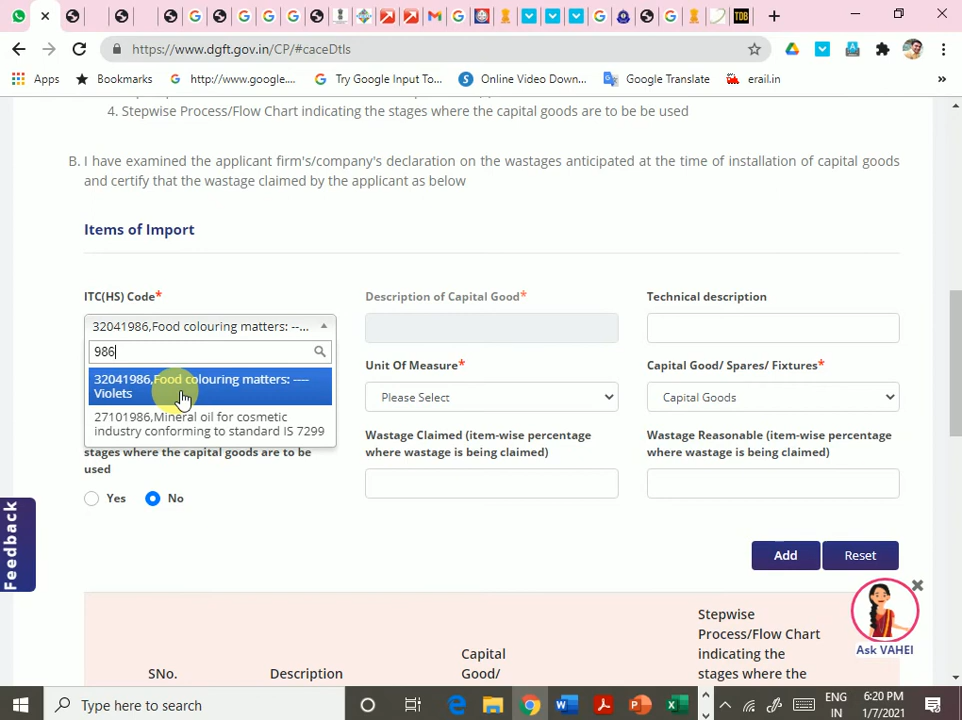 https://www.dgft.gov.in/CP/#caceDtls
Apps
Bookmarks
http://www.google....
Try Google Input To...
Online Video Down...
Google Translate
erail.in
»
4. Stepwise Process/Flow Chart indicating the stages where the capital goods are to be be used
B. I have examined the applicant firm's/company's declaration on the wastages anticipated at the time of installation of capital goods
and certify that the wastage claimed by the applicant as below
Items of Import
ITC(HS) Code*
Description of Capital Good*
Technical description
32041986,Food colouring matters: --...
986
32041986,Food colouring matters: ----
Violets
27101986,Mineral oil for cosmetic
industry conforming to standard IS 7299
Unit Of Measure*
Please Select
Capital Good/ Spares/ Fixtures*
Capital Goods
stages where the capital goods are to be
used
Yes
No
Wastage Claimed (item-wise percentage
where wastage is being claimed)
Wastage Reasonable (item-wise percentage
where wastage is being claimed)
Add
Reset
Feedback
Ask VAHEI
SNo.
Description
Capital
Good/
Stepwise
Process/Flow Chart
indicating the
stages where the
Type here to search
ENG
IN
6:20 PM
1/7/2021